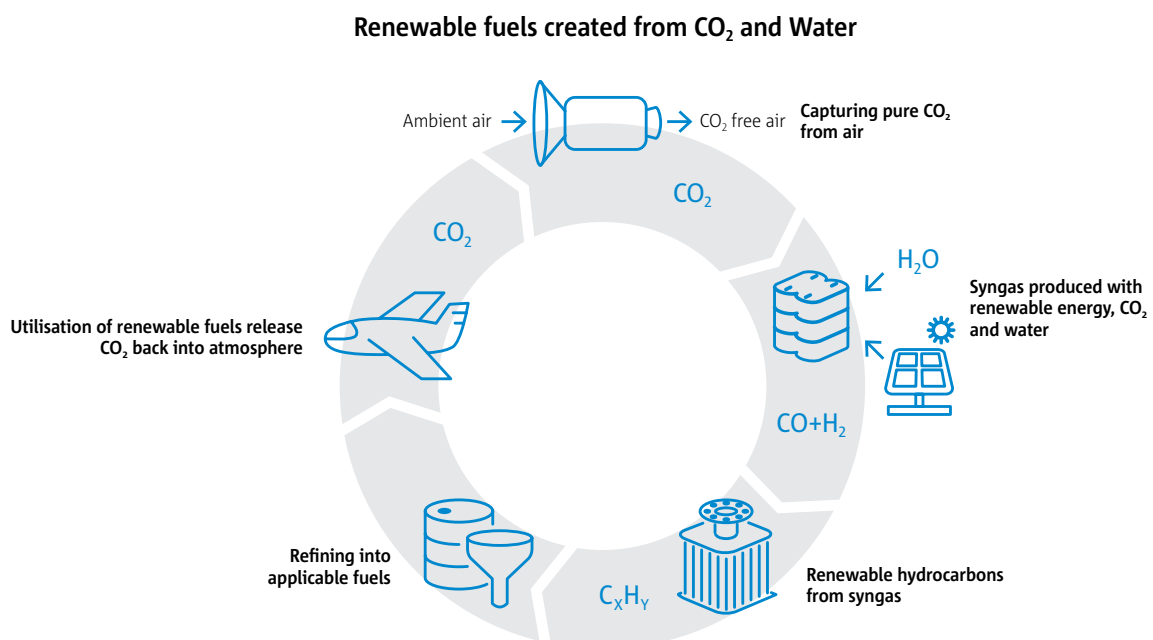 Renewable fuels created from CO₂ and Water
Ambient air
CO₂ free air
Capturing pure CO₂
from air
CO₂
CO₂
H₂O
Syngas produced with
renewable energy, CO₂
and water
Utilisation of renewable fuels release
CO₂ back into atmosphere
CO+H₂
Refining into
applicable fuels
CₓHᵧ
Renewable hydrocarbons
from syngas